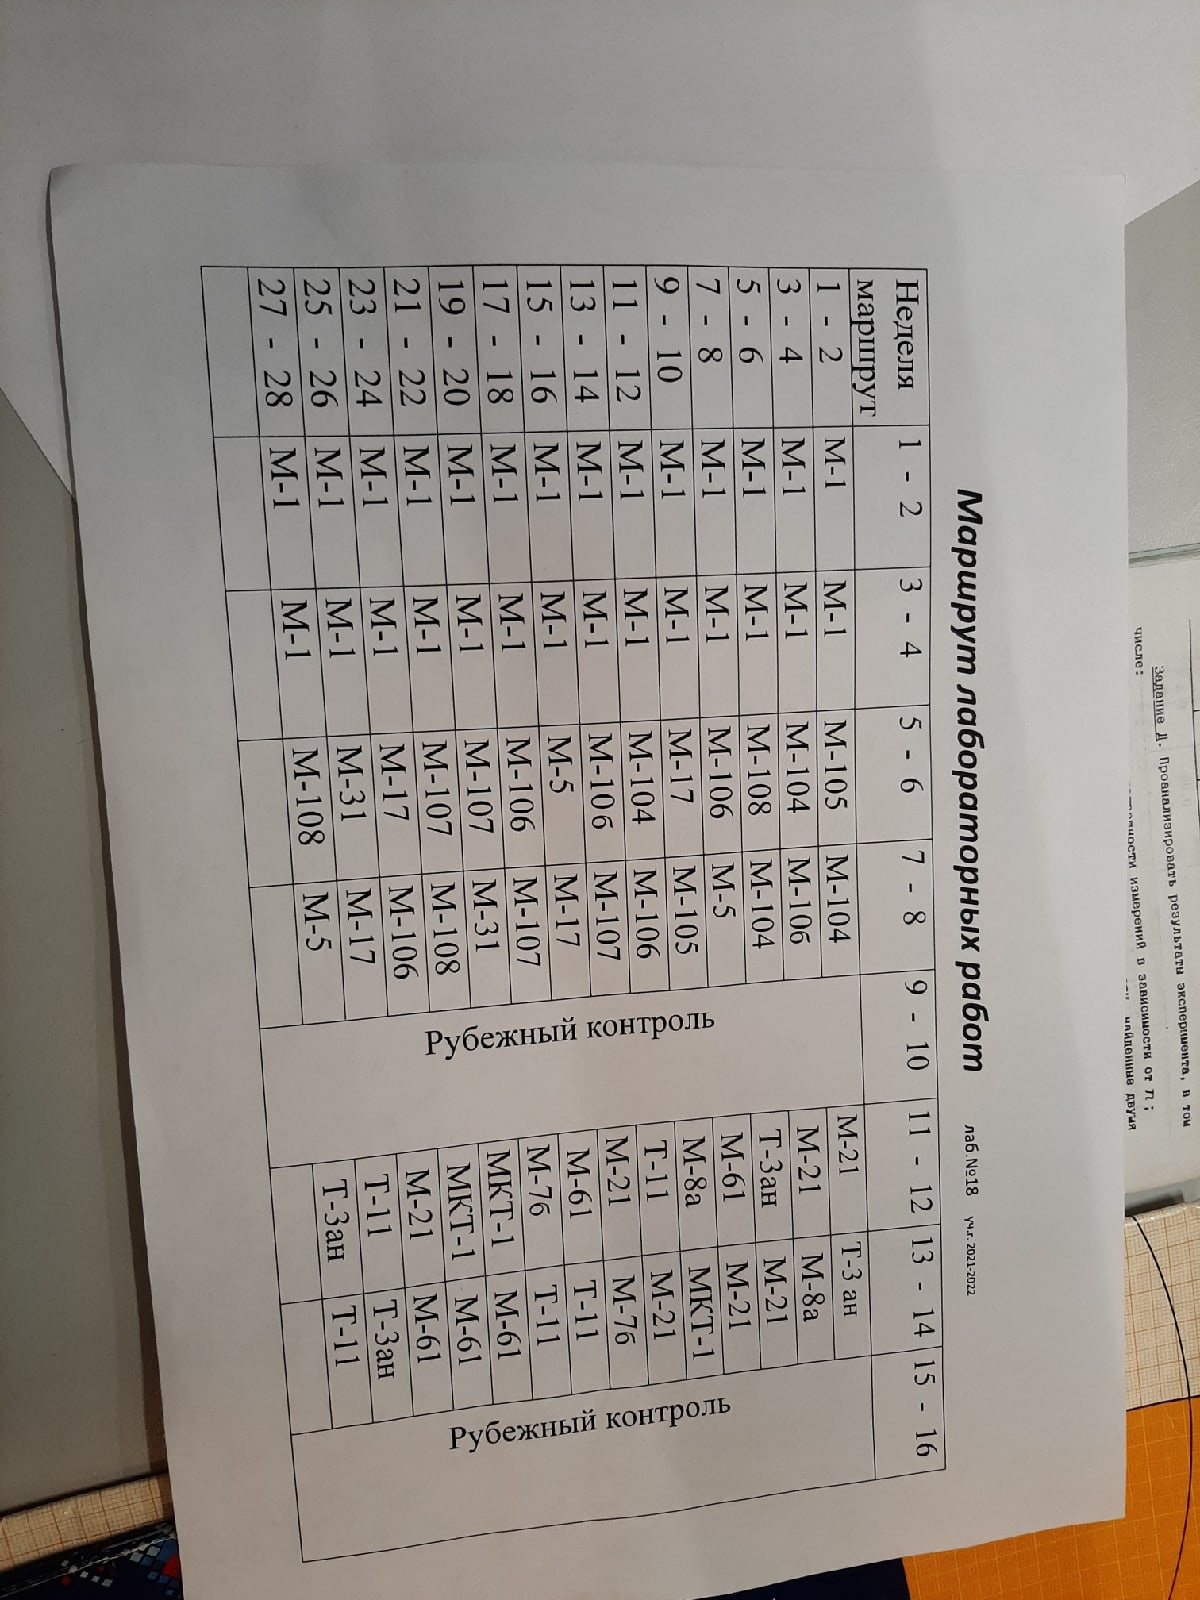 Маршрут лабораторных работ лаб.№18 уч.г. 2021-2022
Неделя маршрут 1 - 2 3 - 4 5 - 6 7 - 8 9 - 10 11 - 12 13 - 14 15 - 16
1 - 2 М-1 М-1 М-105 М-104 М-21 Т-3 ан
3 - 4 М-1 М-1 М-104 М-106 М-21 М-8а
5 - 6 М-1 М-1 М-108 М-104 Т-3ан М-21
7 - 8 М-1 М-1 М-106 М-5 М-61 М-21
9 - 10 М-1 М-1 М-17 М-105 М-8а МКТ-1
11 - 12 М-1 М-1 М-104 М-106 Т-11 М-21
13 - 14 М-1 М-1 М-106 М-107 М-21 М-7б
15 - 16 М-1 М-1 М-5 М-17 М-61 Т-11
17 - 18 М-1 М-1 М-106 М-107 М-7б Т-11
19 - 20 М-1 М-1 М-107 М-31 МКТ-1 М-61
21 - 22 М-1 М-1 М-107 М-108 МКТ-1 М-61
23 - 24 М-1 М-1 М-17 М-106 М-21 М-61
25 - 26 М-1 М-1 М-31 М-17 Т-11 Т-3ан
27 - 28 М-1 М-1 М-108 М-5 Т-3ан Т-11
Рубежный контроль
Рубежный контроль
Задание Д. Проанализировать результаты эксперимента, в том
числе:
измерений в зависимости от n;
найденные двумя